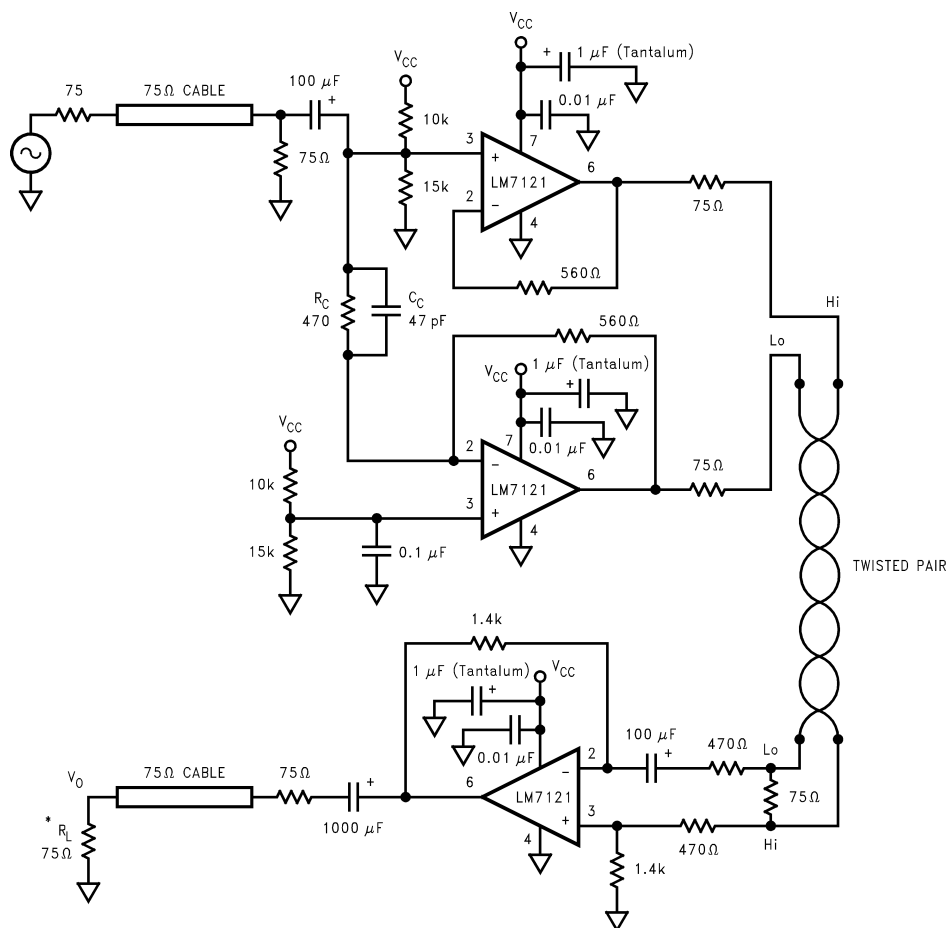 V_CC
+ 1 μF (Tantalum)
V_CC
75
75Ω CABLE
100 μF
+
10k
0.01 μF
7
3
+
6
75Ω
LM7121
15k
2
−
4
75Ω
560Ω
R_C
470
C_C
47 pF
Hi
560Ω
Lo
1 μF (Tantalum)
V_CC
+
V_CC
7
0.01 μF
2
−
6
10k
LM7121
75Ω
3
+
15k
0.1 μF
4
TWISTED PAIR
1.4k
1 μF (Tantalum)
V_CC
+
0.01 μF
100 μF
+
470Ω
Lo
2
−
V_O
75Ω CABLE
75Ω
+
6
LM7121
75Ω
* R_L
75Ω
1000 μF
3
+
4
470Ω
Hi
1.4k